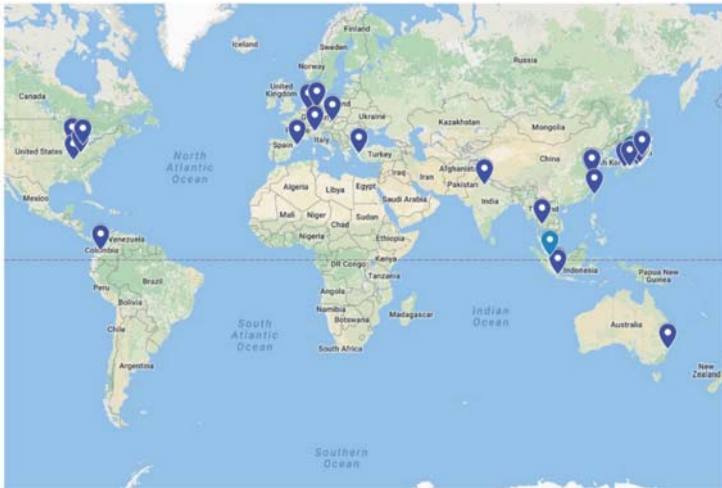 Iceland
Finland
Sweden
Norway
Russia
Canada
United
Kingdom
Ukraine
Kazakhstan
Mongolia
Italy
Spain
Turkey
United States
North
Atlantic
Ocean
Afghanistan
Iraq
Iran
Pakistan
China
Algeria
Libya
Egypt
Saudi Arabia
India
Mexico
Mali
Niger
Sudan
Chad
Nigeria
Ethiopia
Venezuela
Colombia
Kenya
DR Congo
Tanzania
Indonesia
Papua New
Guinea
Brazil
Peru
Bolivia
Angola
Namibia
Botswana
Madagascar
Indian
Ocean
Australia
Chile
South
Atlantic
Ocean
South Africa
Argentina
New
Zealand
Southern
Ocean